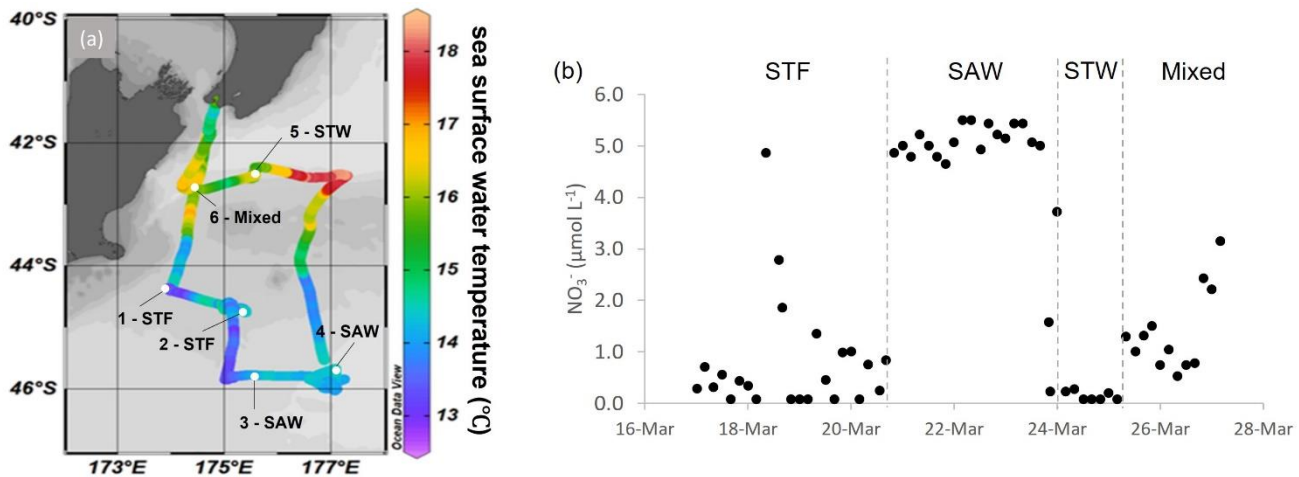 (a)
40°S
42°S
44°S
46°S
173°E
175°E
177°E
5 - STW
6 - Mixed
1 - STF
2 - STF
4 - SAW
3 - SAW
Ocean Data View
18
17
16
15
14
13
sea surface water temperature (°C)
(b)
STF
SAW
STW
Mixed
6.0
5.0
4.0
3.0
2.0
1.0
0.0
NO₃⁻ (µmol L⁻¹)
16-Mar
18-Mar
20-Mar
22-Mar
24-Mar
26-Mar
28-Mar